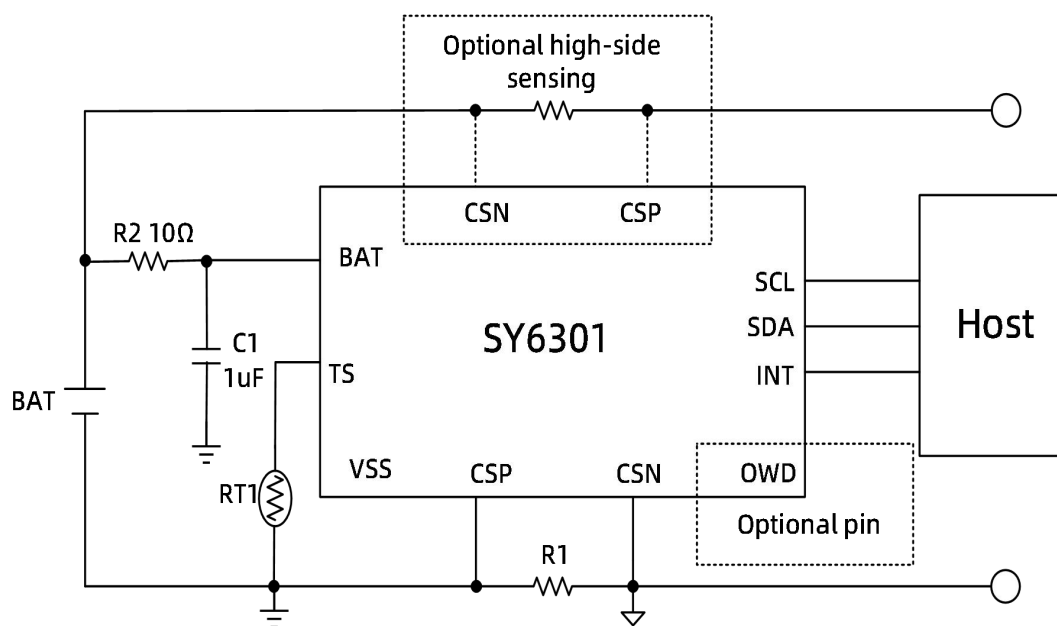 Optional high-side
sensing
CSN
CSP
R2 10Ω
BAT
SCL
C1
1uF
SY6301
SDA
Host
TS
INT
BAT
VSS
CSP
CSN
OWD
RT1
Optional pin
R1